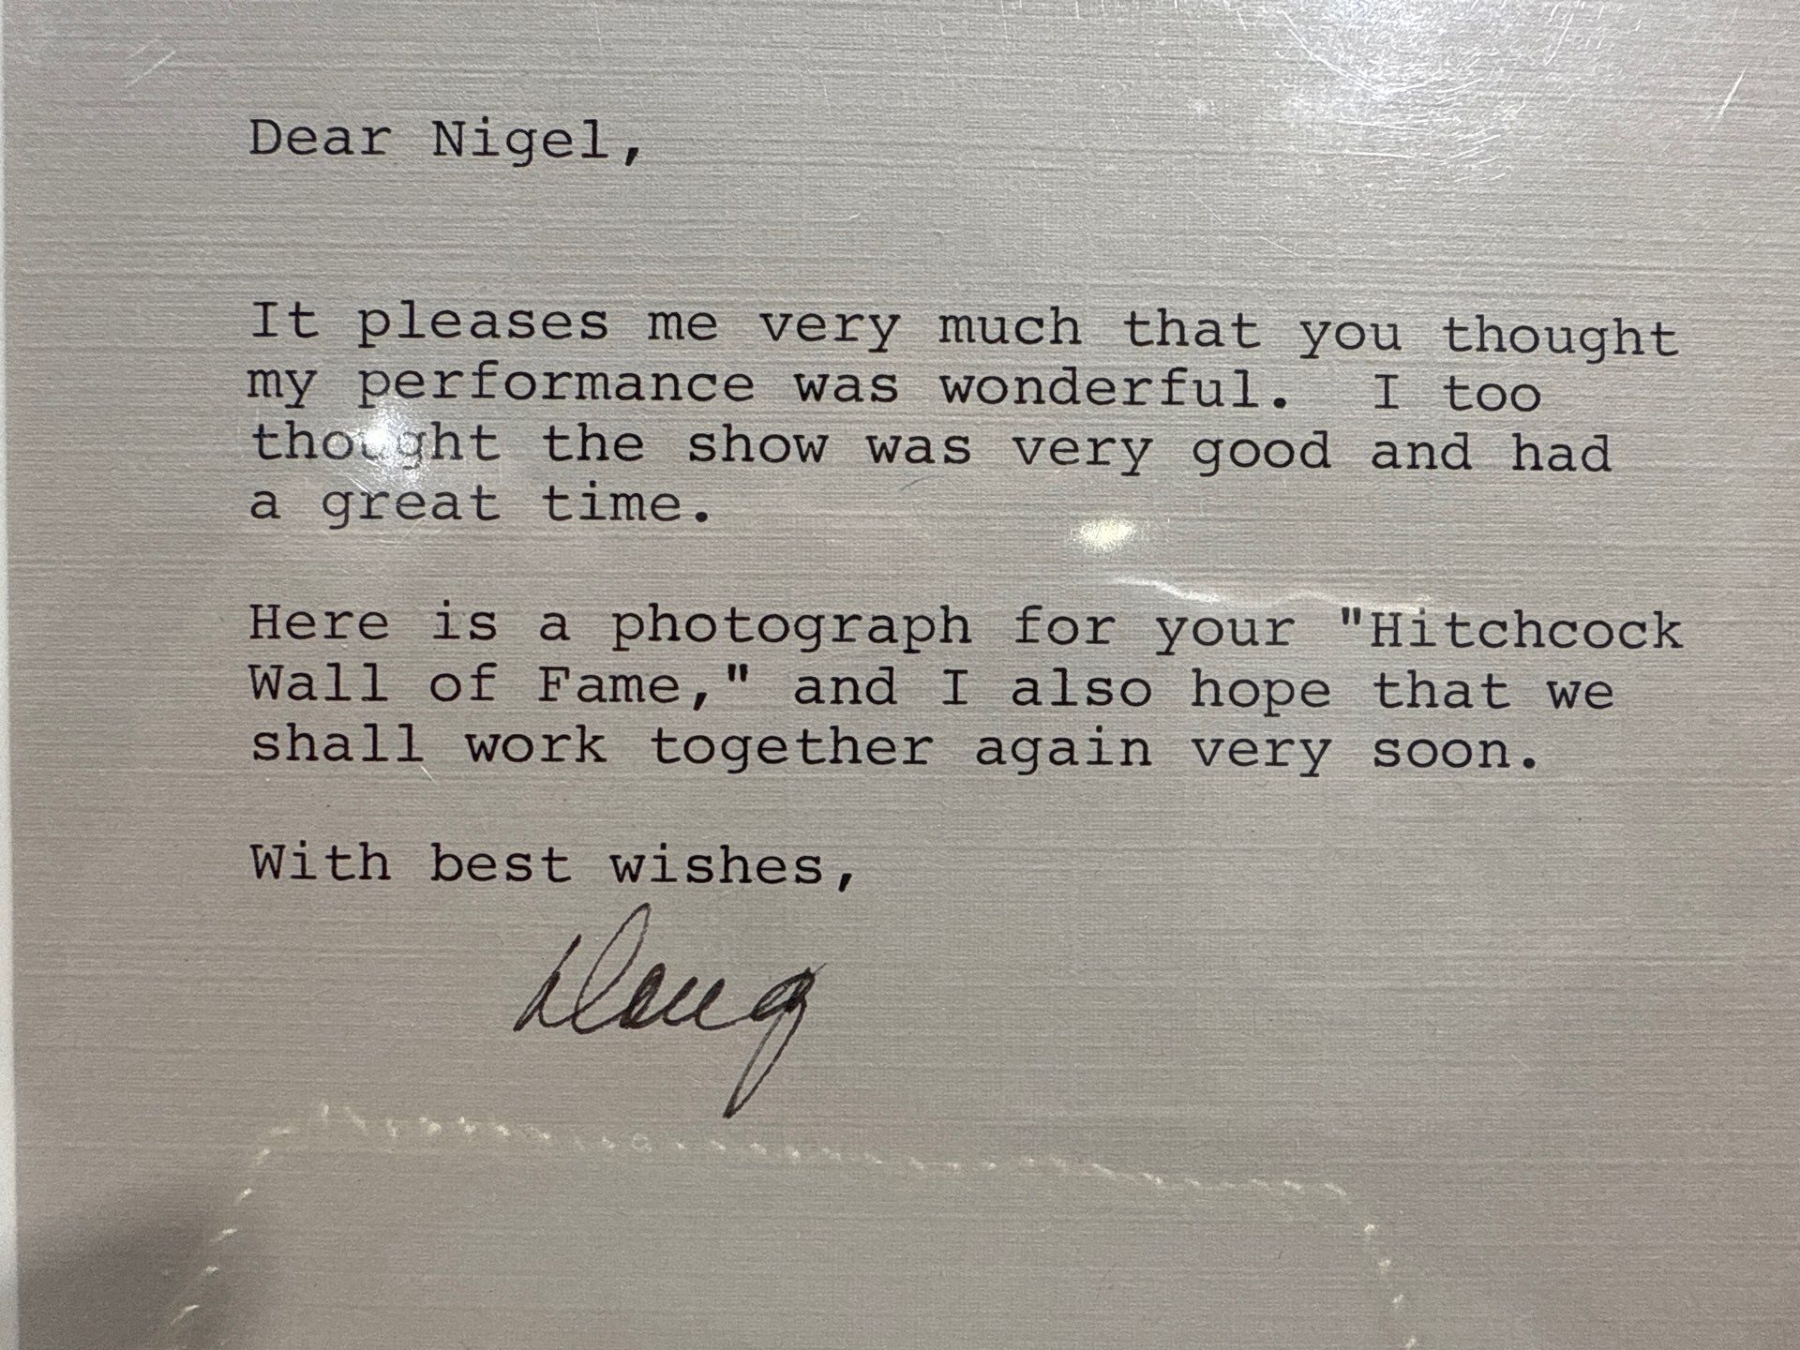 Dear Nigel,
It pleases me very much that you thought
my performance was wonderful.  I too
thought the show was very good and had
a great time.
Here is a photograph for your "Hitchcock
Wall of Fame," and I also hope that we
shall work together again very soon.
With best wishes,
Doug